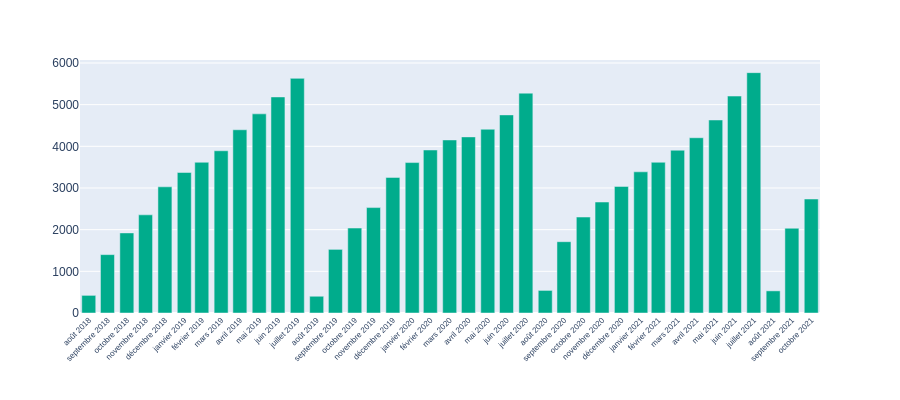 6000
5000
4000
3000
2000
1000
0
août 2018
septembre 2018
octobre 2018
novembre 2018
décembre 2018
janvier 2019
février 2019
mars 2019
avril 2019
mai 2019
juin 2019
juillet 2019
août 2019
septembre 2019
octobre 2019
novembre 2019
décembre 2019
janvier 2020
février 2020
mars 2020
avril 2020
mai 2020
juin 2020
juillet 2020
août 2020
septembre 2020
octobre 2020
novembre 2020
décembre 2020
janvier 2021
février 2021
mars 2021
avril 2021
mai 2021
juin 2021
juillet 2021
août 2021
septembre 2021
octobre 2021